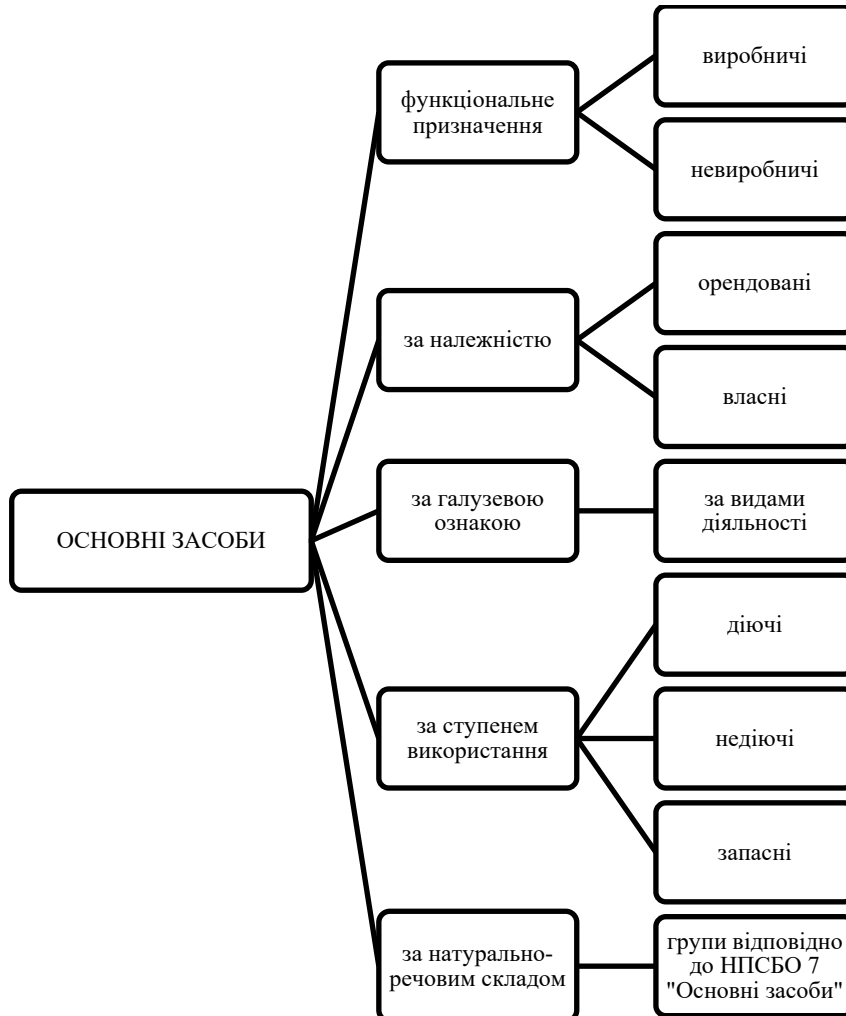 ОСНОВНІ ЗАСОБИ
функціональне
призначення
виробничі
невиробничі
за належністю
орендовані
власні
за галузевою
ознакою
за видами
діяльності
за ступенем
використання
діючі
недіючі
запасні
за натурально-
речовим складом
групи відповідно
до НПСБО 7
"Основні засоби"